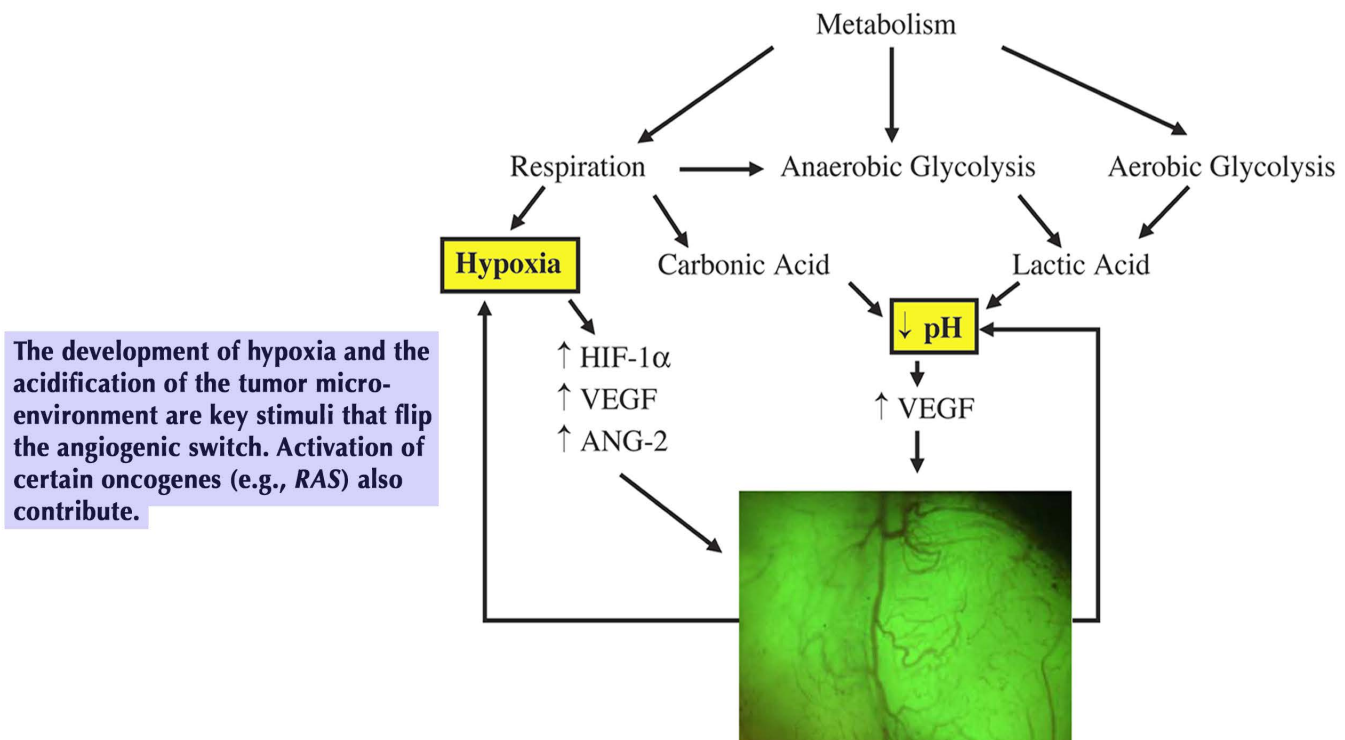 Metabolism
Respiration
Anaerobic Glycolysis
Aerobic Glycolysis
Hypoxia
Carbonic Acid
Lactic Acid
↓ pH
The development of hypoxia and the
acidification of the tumor micro-
environment are key stimuli that flip
the angiogenic switch. Activation of
certain oncogenes (e.g., RAS) also
contribute.
↑ HIF-1α
↑ VEGF
↑ ANG-2
↑ VEGF